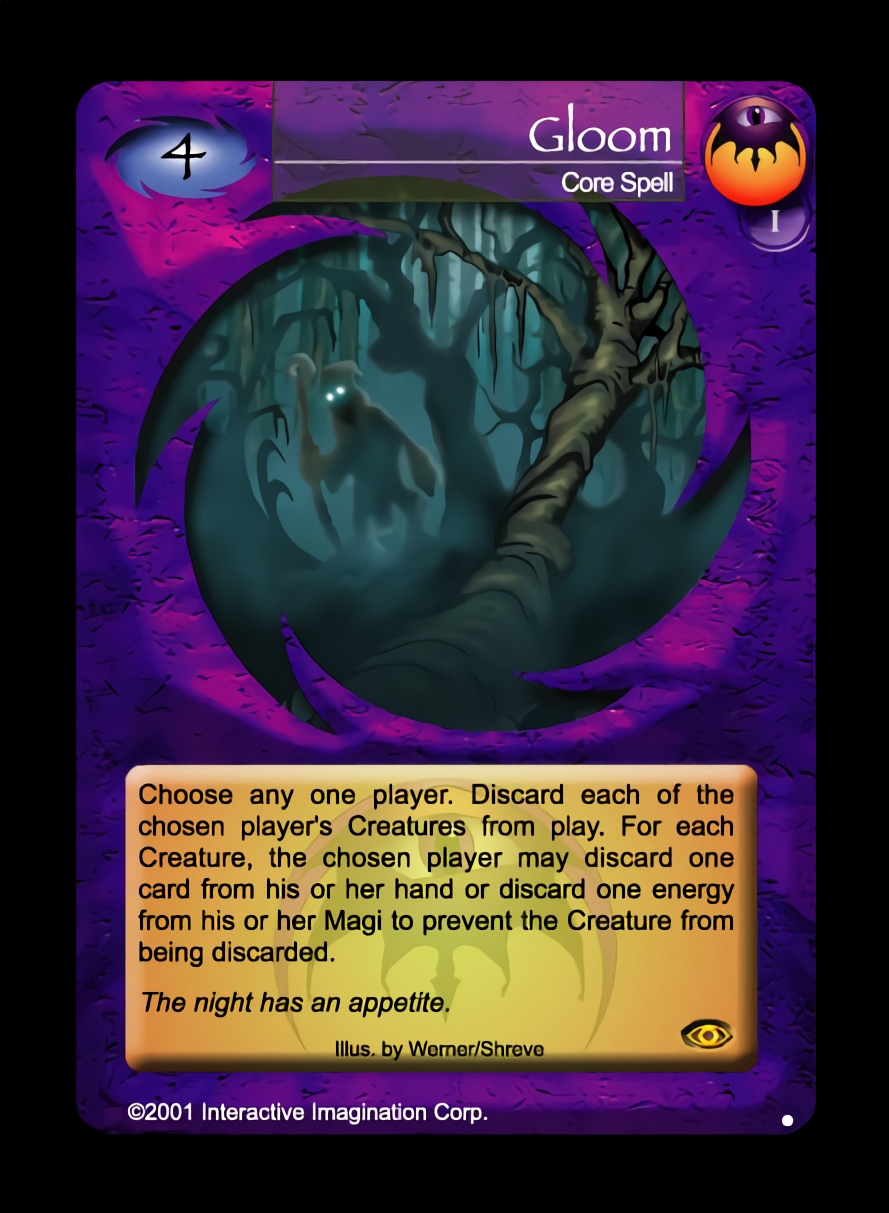 4
Gloom
Core Spell
I
Choose any one player. Discard each of the
chosen player's Creatures from play. For each
Creature, the chosen player may discard one
card from his or her hand or discard one energy
from his or her Magi to prevent the Creature from
being discarded.
The night has an appetite.
Illus. by Werner/Shreve
©2001 Interactive Imagination Corp.